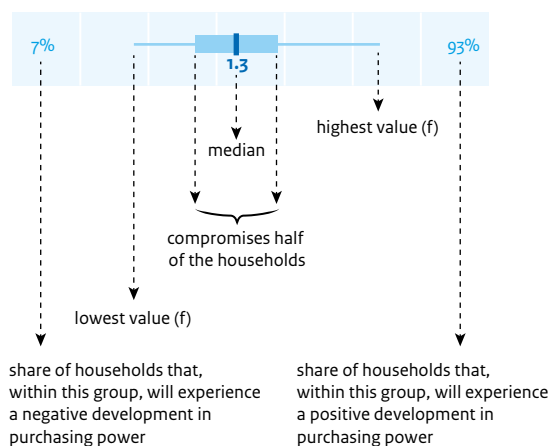 7%
93%
1.3
highest value (f)
median
compromises half
of the households
lowest value (f)
share of households that,
within this group, will experience
a negative development in
purchasing power
share of households that,
within this group, will experience
a positive development in
purchasing power